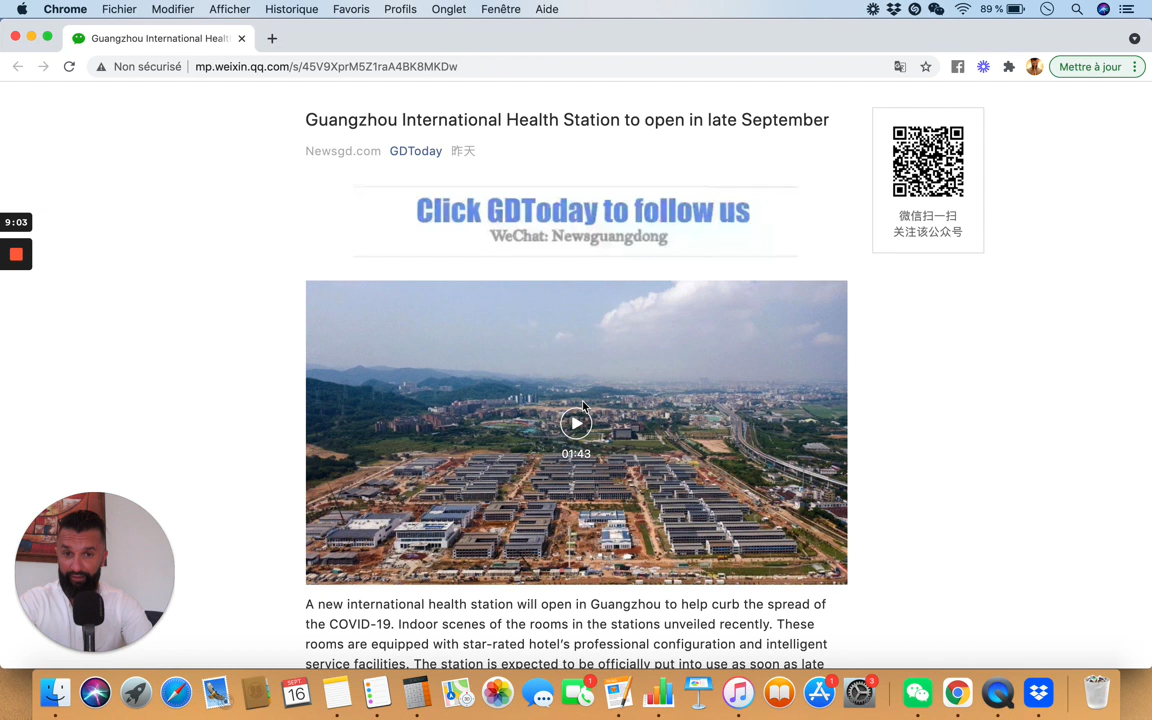 Chrome Fichier Modifier Afficher Historique Favoris Profils Onglet Fenêtre Aide
89 %
Guangzhou International Healt
Non sécurisé mp.weixin.qq.com/s/45V9XprM5Z1raA4BK8MKDw
Mettre à jour
Guangzhou International Health Station to open in late September
Newsgd.com GDToday 昨天
Click GDToday to follow us
WeChat: Newsguangdong
微信扫一扫
关注该公众号
9:03
01:43
A new international health station will open in Guangzhou to help curb the spread of
the COVID-19. Indoor scenes of the rooms in the stations unveiled recently. These
rooms are equipped with star-rated hotel's professional configuration and intelligent
service facilities. The station is expected to be officially put into use as soon as late
SEPT.
16
1
1
3